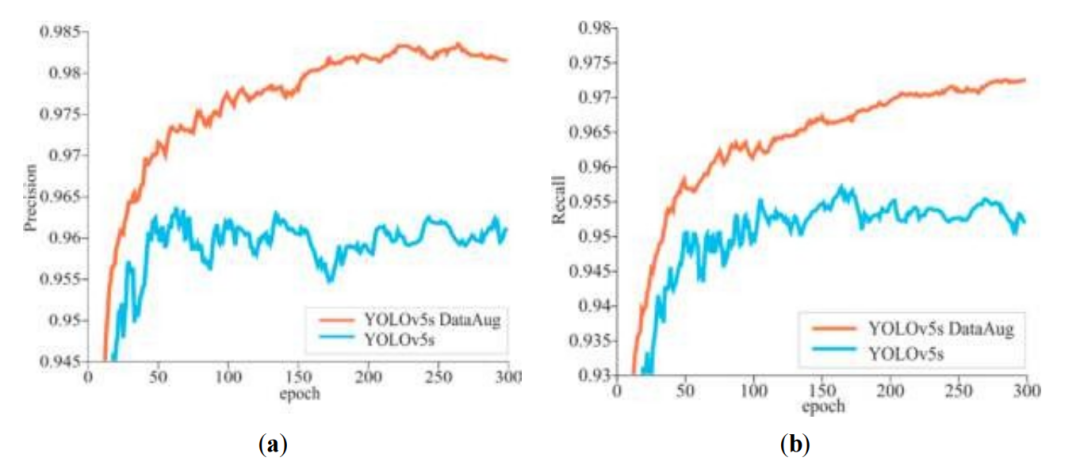 0.985
0.98
0.975
0.97
0.965
0.96
0.955
0.95
0.945
Precision
0 50 100 150 200 250 300
epoch
YOLOv5s DataAug
YOLOv5s
(a)
0.98
0.975
0.97
0.965
0.96
0.955
0.95
0.945
0.94
0.935
0.93
Recall
0 50 100 150 200 250 300
epoch
YOLOv5s DataAug
YOLOv5s
(b)